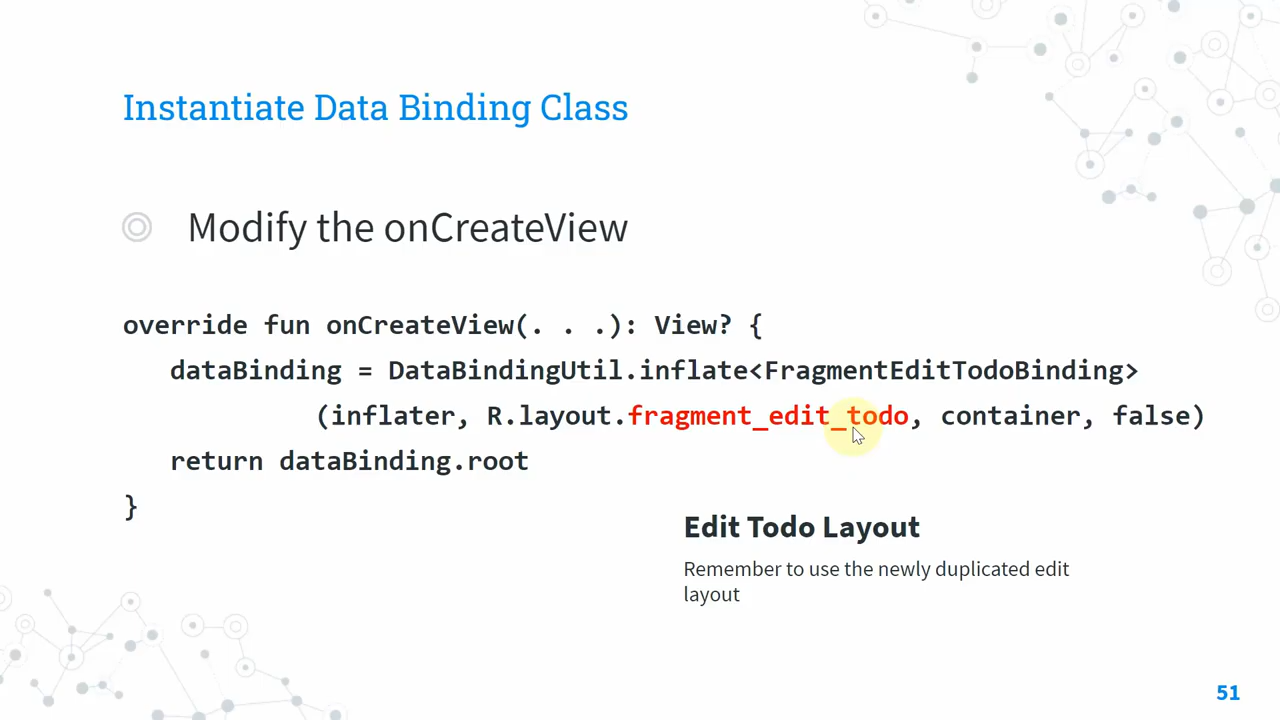 Instantiate Data Binding Class
Modify the onCreateView
override fun onCreateView(. . .): View? {
dataBinding = DataBindingUtil.inflate<FragmentEditTodoBinding>
(inflater, R.layout.fragment_edit_todo, container, false)
return dataBinding.root
}
Edit Todo Layout
Remember to use the newly duplicated edit
layout
51